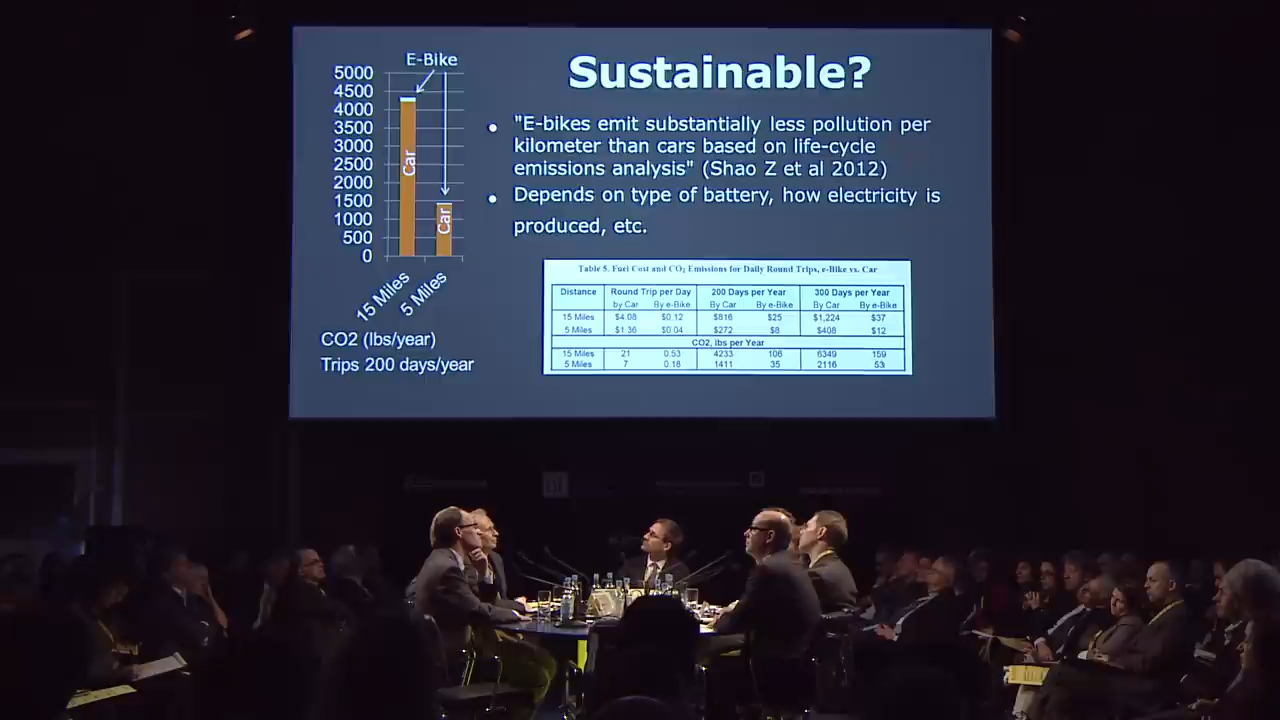 E-Bike
5000
4500
4000
3500
3000
2500
2000
1500
1000
500
0
Car
Car
15 Miles
5 Miles
CO2 (lbs/year)
Trips 200 days/year
Sustainable?
• "E-bikes emit substantially less pollution per
kilometer than cars based on life-cycle
emissions analysis" (Shao Z et al 2012)
• Depends on type of battery, how electricity is
produced, etc.
Table 5. Fuel Cost and CO₂ Emissions for Daily Round Trips, e-Bike vs. Car
Distance Round Trip per Day 200 Days per Year 300 Days per Year
by Car By e-Bike By Car By e-Bike By Car By e-Bike
15 Miles $4.08 $0.12 $816 $25 $1,224 $37
5 Miles $1.36 $0.04 $272 $8 $408 $12
CO2, lbs per Year
15 Miles 21 0.53 4233 106 6349 159
5 Miles 7 0.18 1411 35 2116 53